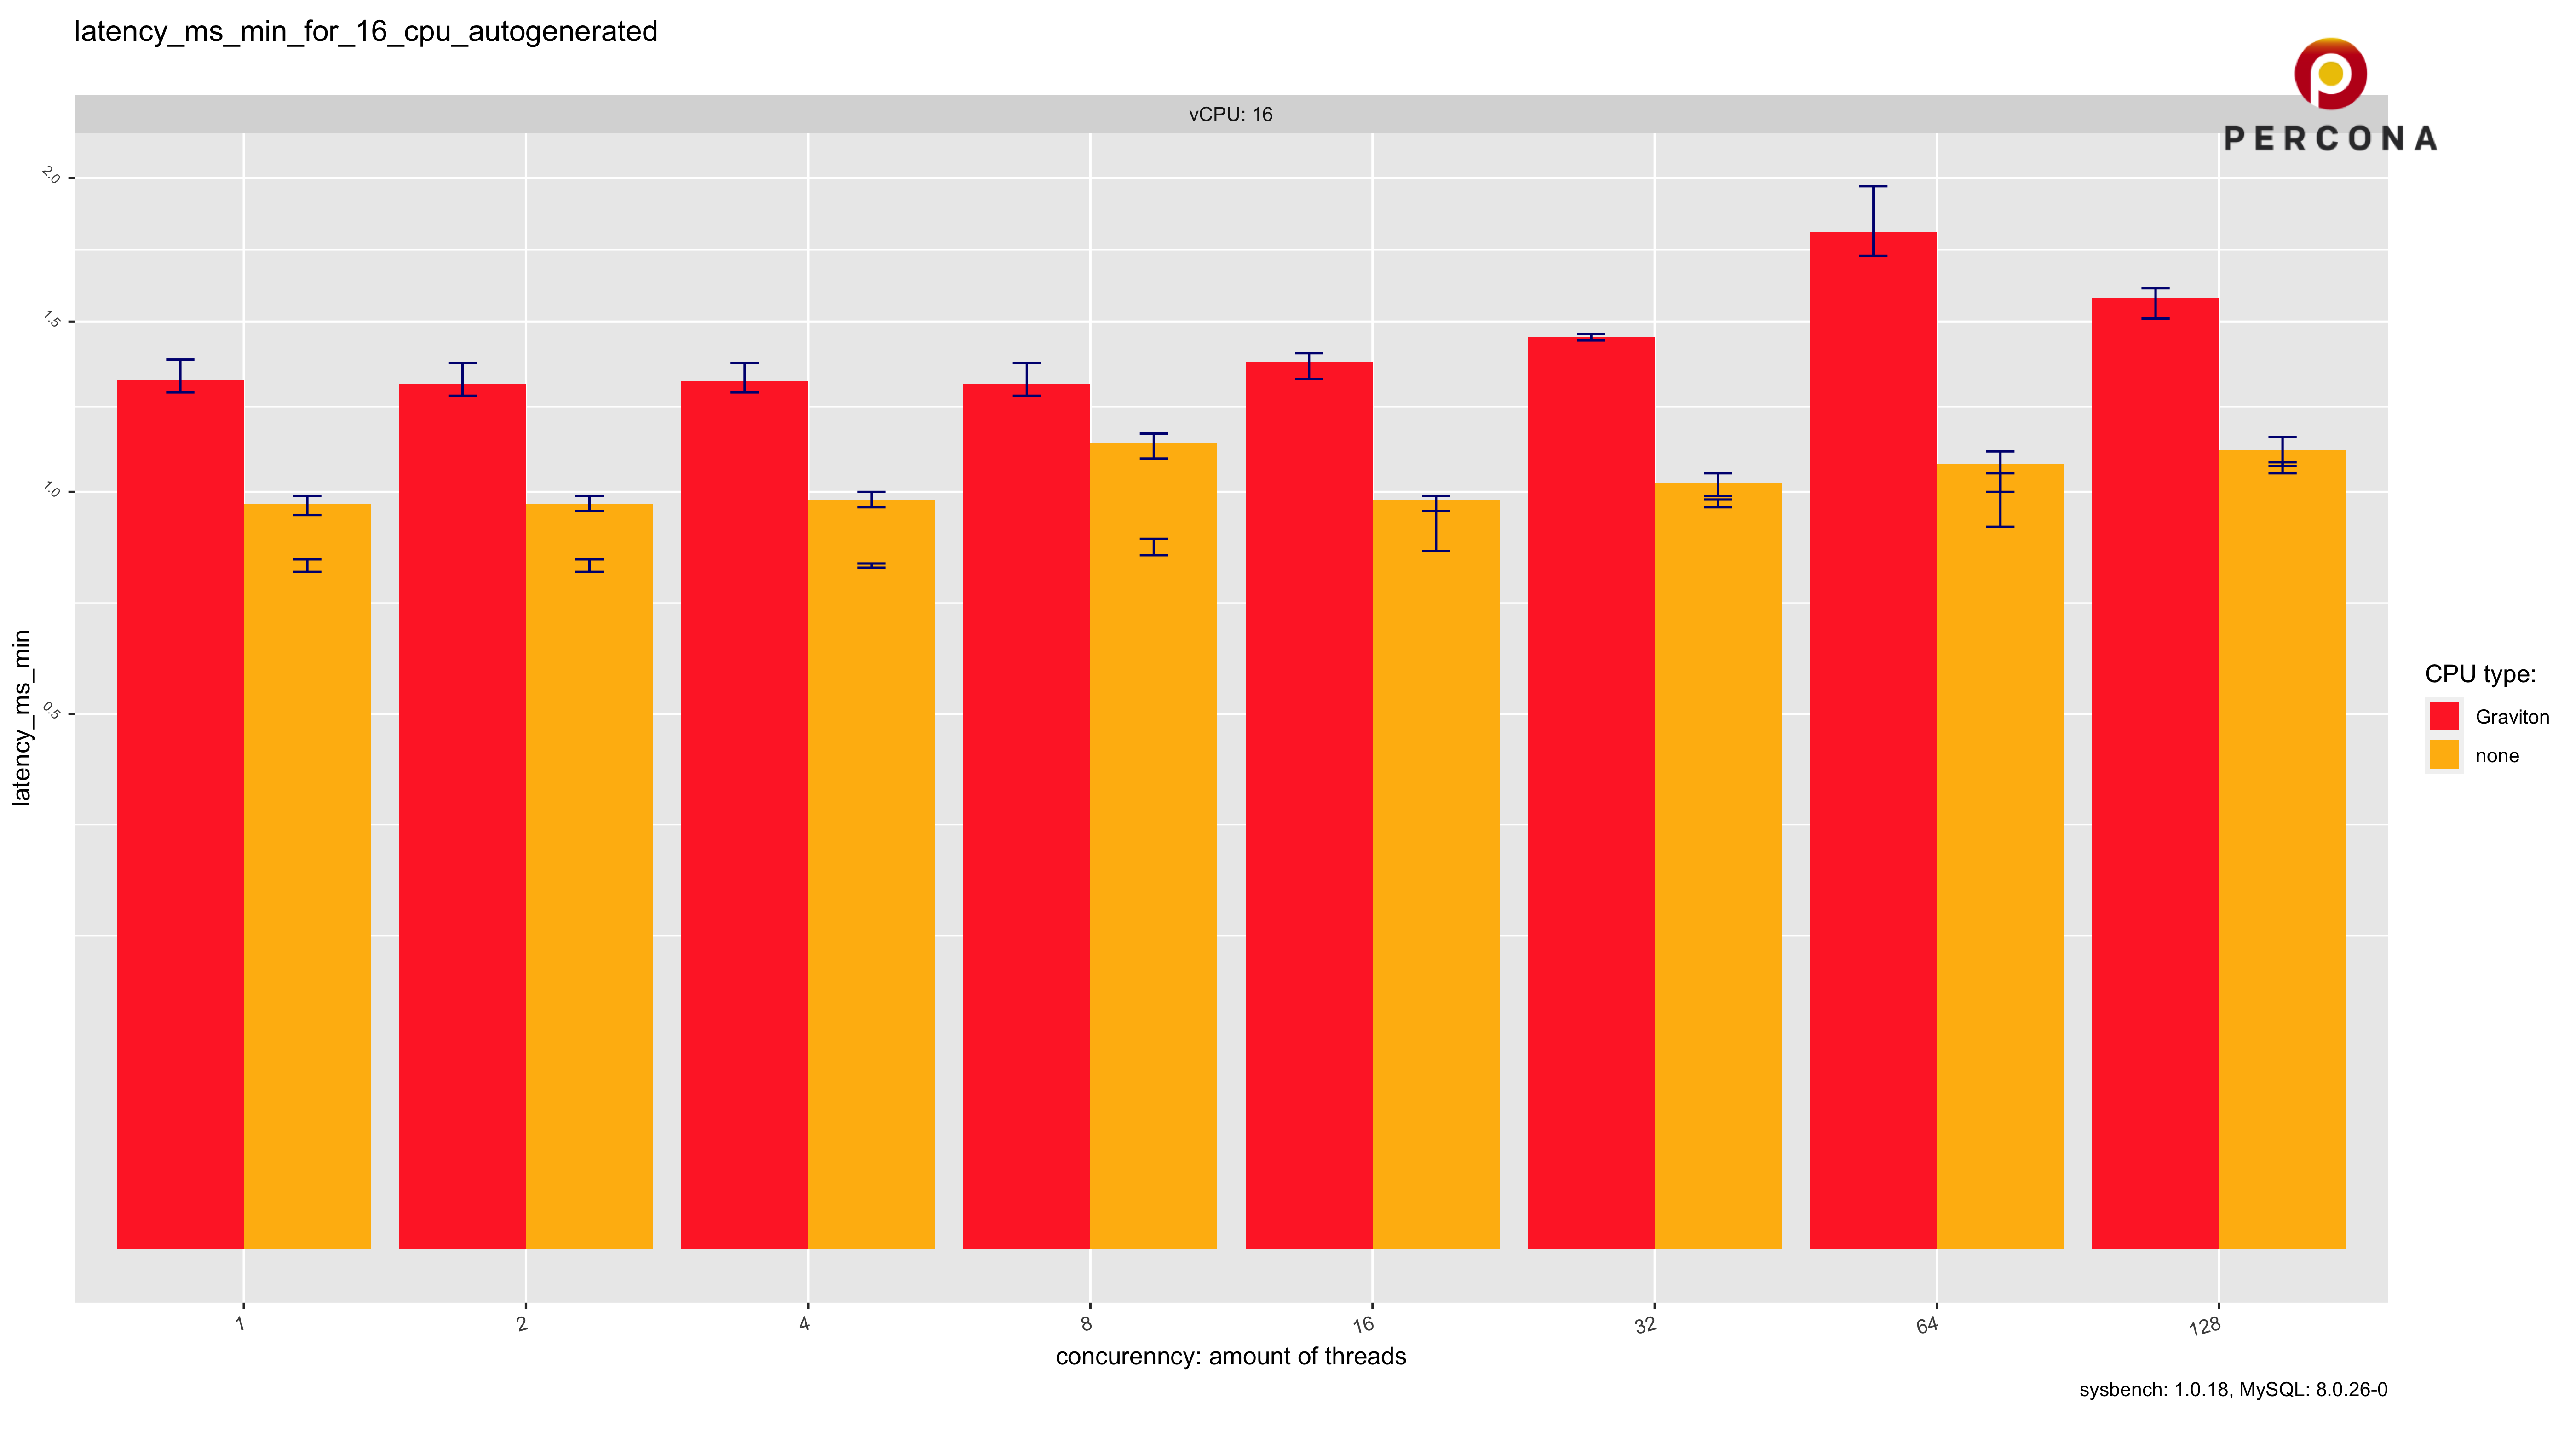 latency_ms_min_for_16_cpu_autogenerated
PERCONA
vCPU: 16
2.0
1.5
1.0
0.5
latency_ms_min
1
2
4
8
16
32
64
128
concurenncy: amount of threads
CPU type:
Graviton
none
sysbench: 1.0.18, MySQL: 8.0.26-0